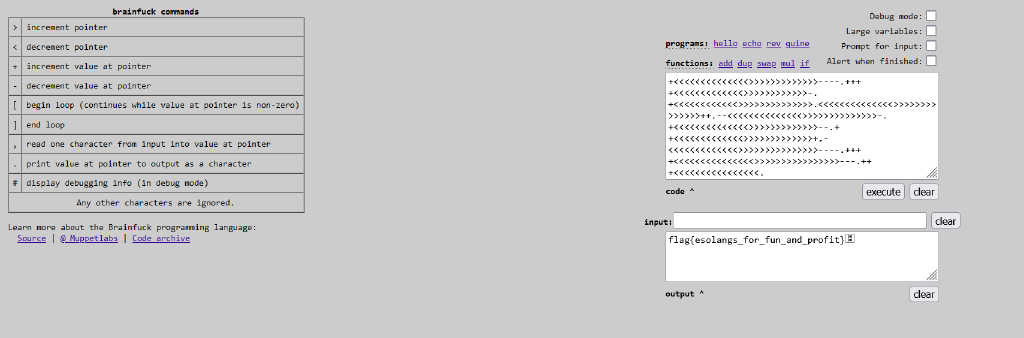 brainfuck commands
> increment pointer
< decrement pointer
+ increment value at pointer
- decrement value at pointer
[ begin loop (continues while value at pointer is non-zero)
] end loop
, read one character from input into value at pointer
. print value at pointer to output as a character
# display debugging info (in debug mode)
Any other characters are ignored.
Learn more about the Brainfuck programming language:
Source | @ Muppetlabs | Code archive
Debug mode:
Large variables:
Prompt for input:
Alert when finished:
programs: hello echo rev quine
functions: add dup swap mul if
code ^
execute clear
input:
clear
flag{esolangs_for_fun_and_profit}
output ^
clear